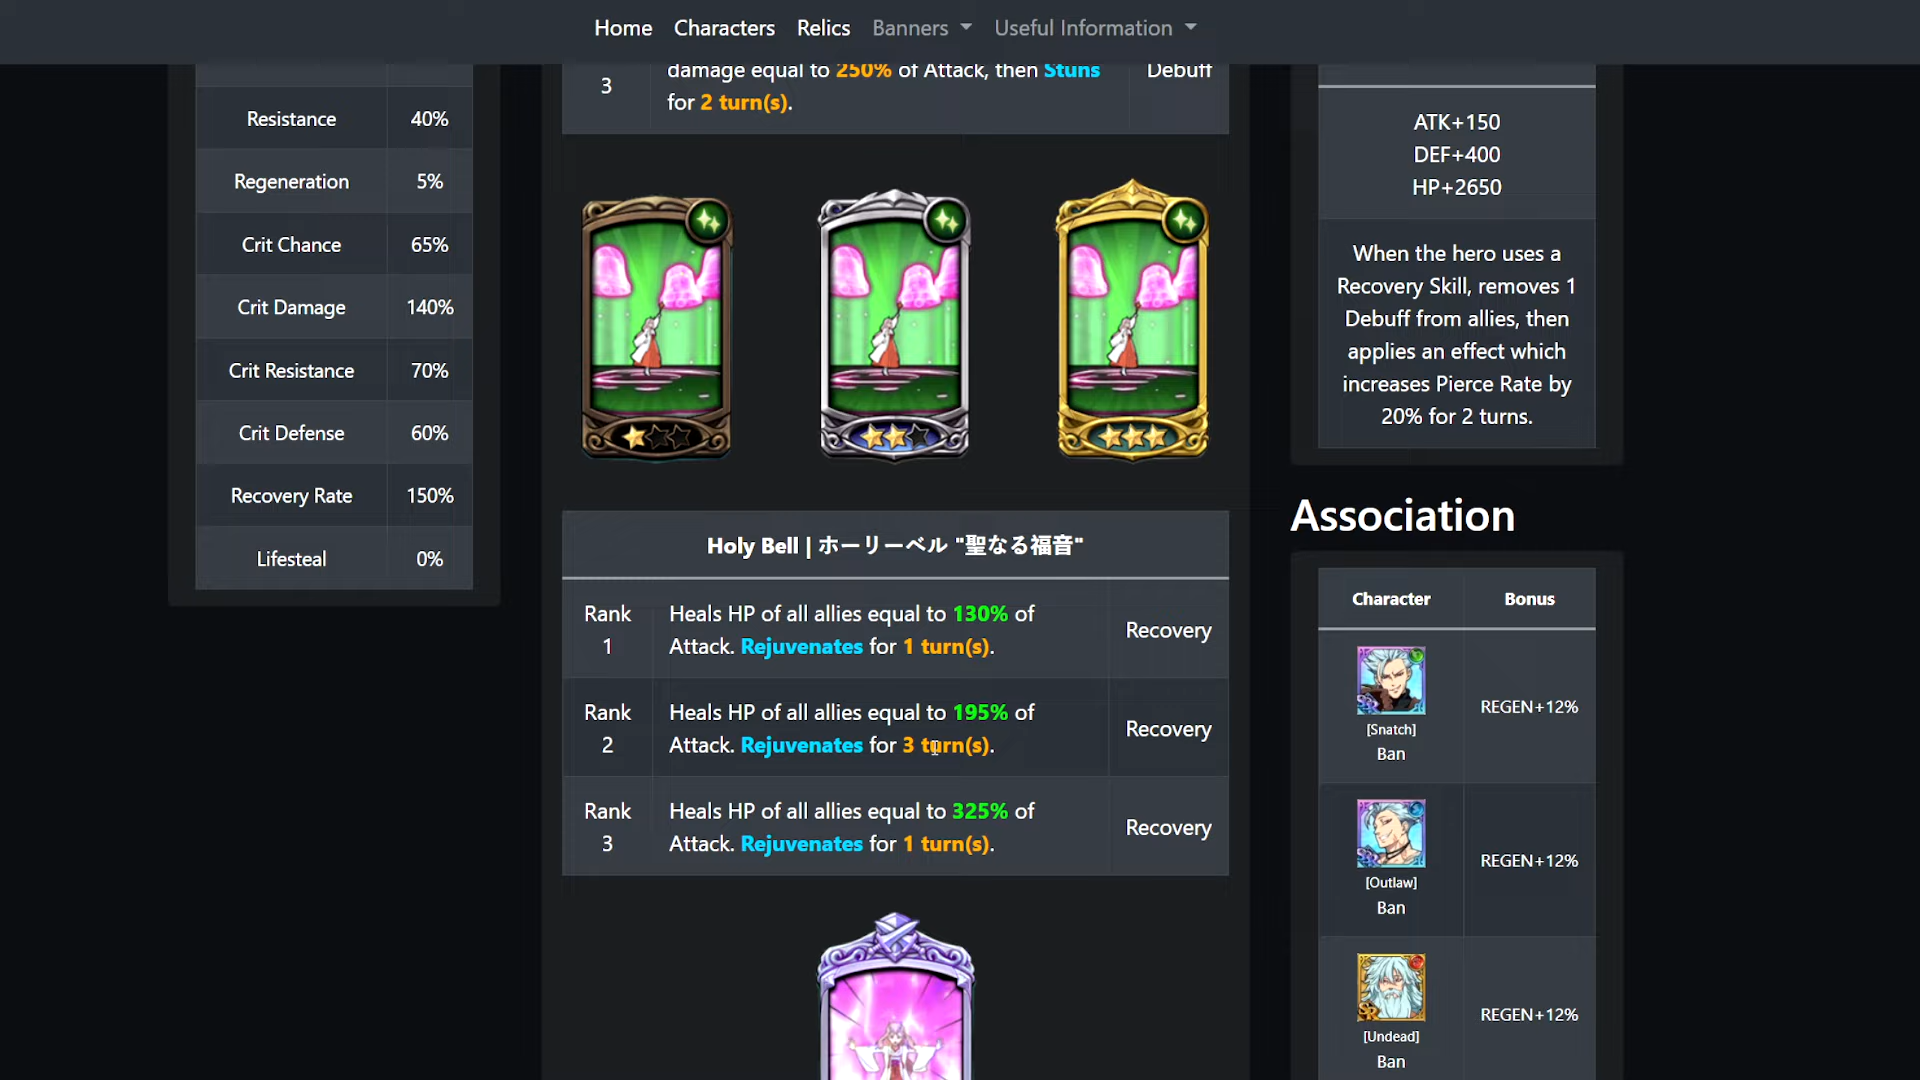 Home Characters Relics Banners Useful Information
Resistance 40%
Regeneration 5%
Crit Chance 65%
Crit Damage 140%
Crit Resistance 70%
Crit Defense 60%
Recovery Rate 150%
Lifesteal 0%
3
damage equal to 250% of Attack, then Stuns
for 2 turn(s).
Debuff
Holy Bell | ホーリーベル "聖なる福音"
Rank
1
Heals HP of all allies equal to 130% of
Attack. Rejuvenates for 1 turn(s).
Recovery
Rank
2
Heals HP of all allies equal to 195% of
Attack. Rejuvenates for 3 turn(s).
Recovery
Rank
3
Heals HP of all allies equal to 325% of
Attack. Rejuvenates for 1 turn(s).
Recovery
ATK+150
DEF+400
HP+2650
When the hero uses a
Recovery Skill, removes 1
Debuff from allies, then
applies an effect which
increases Pierce Rate by
20% for 2 turns.
Association
Character Bonus
SR
[Snatch]
Ban
REGEN+12%
SR
[Outlaw]
Ban
REGEN+12%
SR
[Undead]
Ban
REGEN+12%